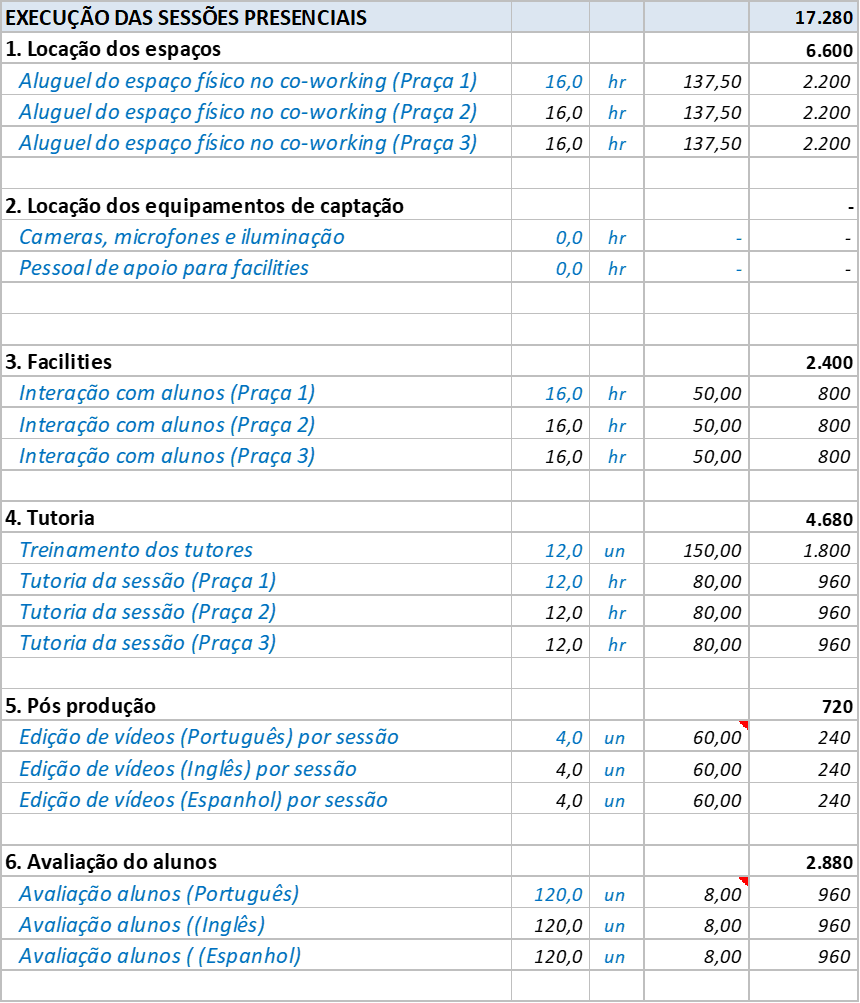 EXECUÇÃO DAS SESSÕES PRESENCIAIS 17.280
1. Locação dos espaços 6.600
Aluguel do espaço físico no co-working (Praça 1) 16,0 hr 137,50 2.200
Aluguel do espaço físico no co-working (Praça 2) 16,0 hr 137,50 2.200
Aluguel do espaço físico no co-working (Praça 3) 16,0 hr 137,50 2.200
2. Locação dos equipamentos de captação -
Cameras, microfones e iluminação 0,0 hr - -
Pessoal de apoio para facilities 0,0 hr - -
3. Facilities 2.400
Interação com alunos (Praça 1) 16,0 hr 50,00 800
Interação com alunos (Praça 2) 16,0 hr 50,00 800
Interação com alunos (Praça 3) 16,0 hr 50,00 800
4. Tutoria 4.680
Treinamento dos tutores 12,0 un 150,00 1.800
Tutoria da sessão (Praça 1) 12,0 hr 80,00 960
Tutoria da sessão (Praça 2) 12,0 hr 80,00 960
Tutoria da sessão (Praça 3) 12,0 hr 80,00 960
5. Pós produção 720
Edição de vídeos (Português) por sessão 4,0 un 60,00 240
Edição de vídeos (Inglês) por sessão 4,0 un 60,00 240
Edição de vídeos (Espanhol) por sessão 4,0 un 60,00 240
6. Avaliação do alunos 2.880
Avaliação alunos (Português) 120,0 un 8,00 960
Avaliação alunos ((Inglês) 120,0 un 8,00 960
Avaliação alunos ( (Espanhol) 120,0 un 8,00 960